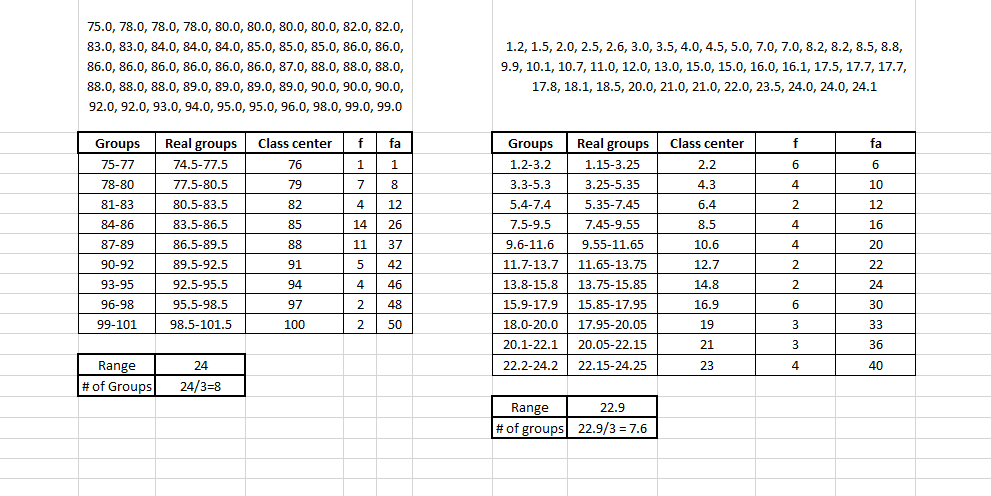 75.0, 78.0, 78.0, 78.0, 80.0, 80.0, 80.0, 80.0, 82.0, 82.0,
83.0, 83.0, 84.0, 84.0, 84.0, 85.0, 85.0, 85.0, 86.0, 86.0,
86.0, 86.0, 86.0, 86.0, 86.0, 86.0, 87.0, 88.0, 88.0, 88.0,
88.0, 88.0, 88.0, 89.0, 89.0, 89.0, 89.0, 90.0, 90.0, 90.0,
92.0, 92.0, 93.0, 94.0, 95.0, 95.0, 96.0, 98.0, 99.0, 99.0
Groups Real groups Class center f fa
75-77 74.5-77.5 76 1 1
78-80 77.5-80.5 79 7 8
81-83 80.5-83.5 82 4 12
84-86 83.5-86.5 85 14 26
87-89 86.5-89.5 88 11 37
90-92 89.5-92.5 91 5 42
93-95 92.5-95.5 94 4 46
96-98 95.5-98.5 97 2 48
99-101 98.5-101.5 100 2 50
Range 24
# of Groups 24/3=8
1.2, 1.5, 2.0, 2.5, 2.6, 3.0, 3.5, 4.0, 4.5, 5.0, 7.0, 7.0, 8.2, 8.2, 8.5, 8.8,
9.9, 10.1, 10.7, 11.0, 12.0, 13.0, 15.0, 15.0, 16.0, 16.1, 17.5, 17.7, 17.7,
17.8, 18.1, 18.5, 20.0, 21.0, 21.0, 22.0, 23.5, 24.0, 24.0, 24.1
Groups Real groups Class center f fa
1.2-3.2 1.15-3.25 2.2 6 6
3.3-5.3 3.25-5.35 4.3 4 10
5.4-7.4 5.35-7.45 6.4 2 12
7.5-9.5 7.45-9.55 8.5 4 16
9.6-11.6 9.55-11.65 10.6 4 20
11.7-13.7 11.65-13.75 12.7 2 22
13.8-15.8 13.75-15.85 14.8 2 24
15.9-17.9 15.85-17.95 16.9 6 30
18.0-20.0 17.95-20.05 19 3 33
20.1-22.1 20.05-22.15 21 3 36
22.2-24.2 22.15-24.25 23 4 40
Range 22.9
# of groups 22.9/3 = 7.6